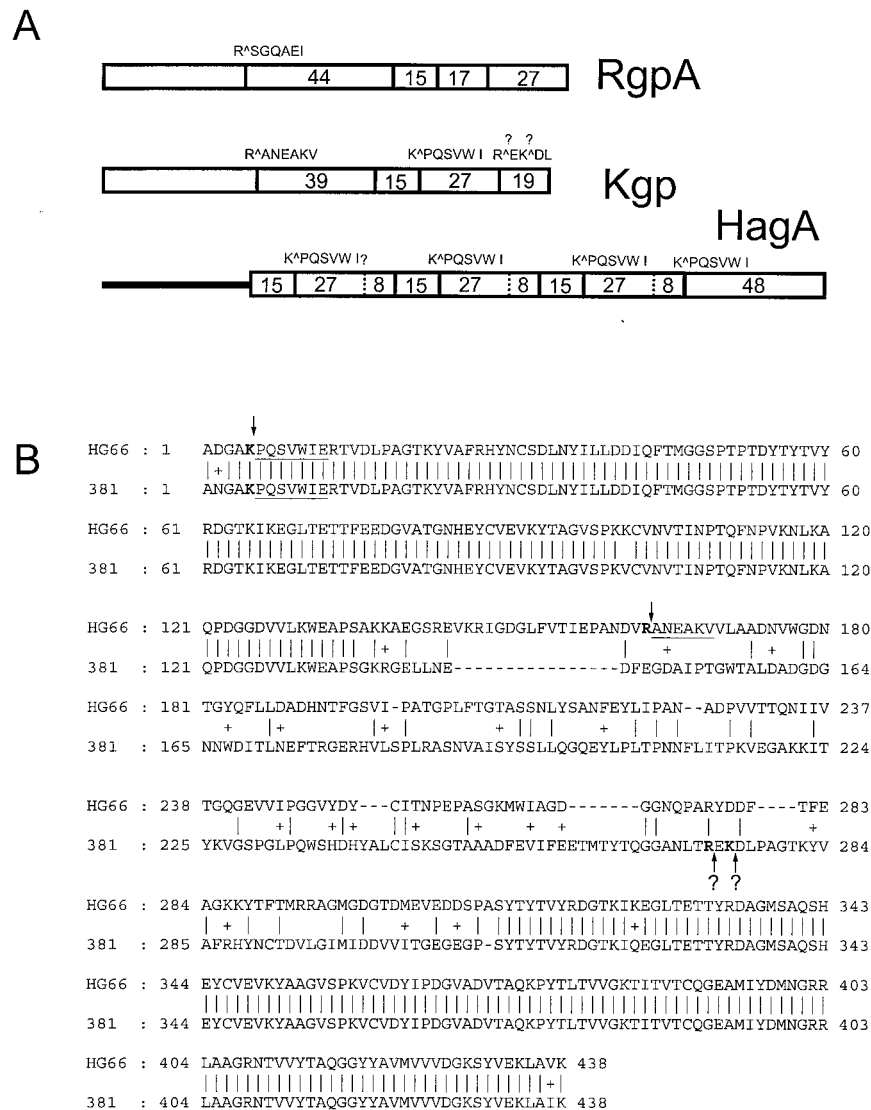 A
R^SGQAEI
44 15 17 27 RgpA
? ?
R^ANEAKV K^PQSVW I R^EK^DL
39 15 27 19 Kgp
HagA
K^PQSVW I? K^PQSVW I K^PQSVW I K^PQSVW I
15 27 8 15 27 8 15 27 8 48
B
HG66 : 1 ADGAKPQSVWIERTVDLPAGTKYVAFRHYNCSDLNYILLDDIQFTMGGSPTPTDYTYTVY 60
381 : 1 ANGAKPQSVWIERTVDLPAGTKYVAFRHYNCSDLNYILLDDIQFTMGGSPTPTDYTYTVY 60
HG66 : 61 RDGTKIKEGLTETTFEEDGVATGNHEYCVEVKYTAGVSPKKCVNVTINPTQFNPVKNLKA 120
381 : 61 RDGTKIKEGLTETTFEEDGVATGNHEYCVEVKYTAGVSPKVCVNVTINPTQFNPVKNLKA 120
HG66 : 121 QPDGGDVVLKWEAPSAKKAEGSREVKRIGDGLFVTIEPANDVRANEAKVVLAADNVWGDN 180
381 : 121 QPDGGDVVLKWEAPSGKRGELLNE----------------DFEGDAIPTGWTALDADGDG 164
HG66 : 181 TGYQFLLDADHNTFGSVI-PATGPLFTGTASSNLYSANFEYLIPAN--ADPVVTTQNIIV 237
381 : 165 NNWDITLNEFTRGERHVLSPLRASNVAISYSSLLQGQEYLPLTPNNFLITPKVEGAKKIT 224
HG66 : 238 TGQGEVVIPGGVYDY---CITNPEPASGKMWIAGD-------GGNQPARYDDF----TFE 283
381 : 225 YKVGSPGLPQWSHDHYALCISKSGTAAADFEVIFEETMTYTQGGANLTREKDLPAGTKYV 284
? ?
HG66 : 284 AGKKYTFTMRRAGMGDGTDMEVEDDSPASYTYTVYRDGTKIKEGLTETTYRDAGMSAQSH 343
381 : 285 AFRHYNCTDVLGIMIDDVVITGEGEGP-SYTYTVYRDGTKIQEGLTETTYRDAGMSAQSH 343
HG66 : 344 EYCVEVKYAAGVSPKVCVDYIPDGVADVTAQKPYTLTVVGKTITVTCQGEAMIYDMNGRR 403
381 : 344 EYCVEVKYAAGVSPKVCVDYIPDGVADVTAQKPYTLTVVGKTITVTCQGEAMIYDMNGRR 403
HG66 : 404 LAAGRNTVVYTAQGGYYAVMVVVDGKSYVEKLAVK 438
381 : 404 LAAGRNTVVYTAQGGYYAVMVVVDGKSYVEKLAIK 438